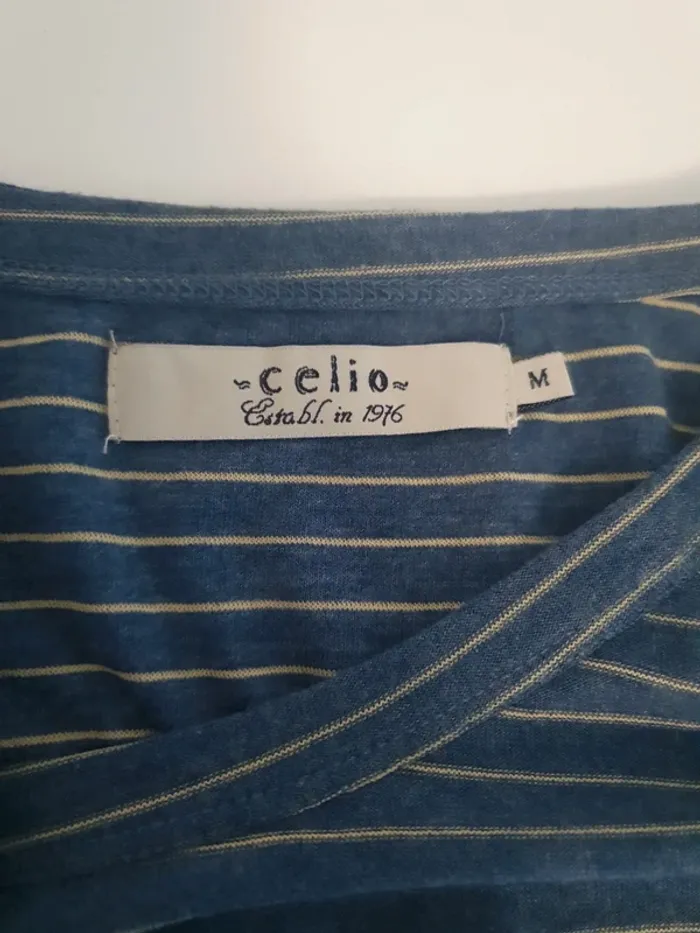 ~celio~
Establ. in 1976
M